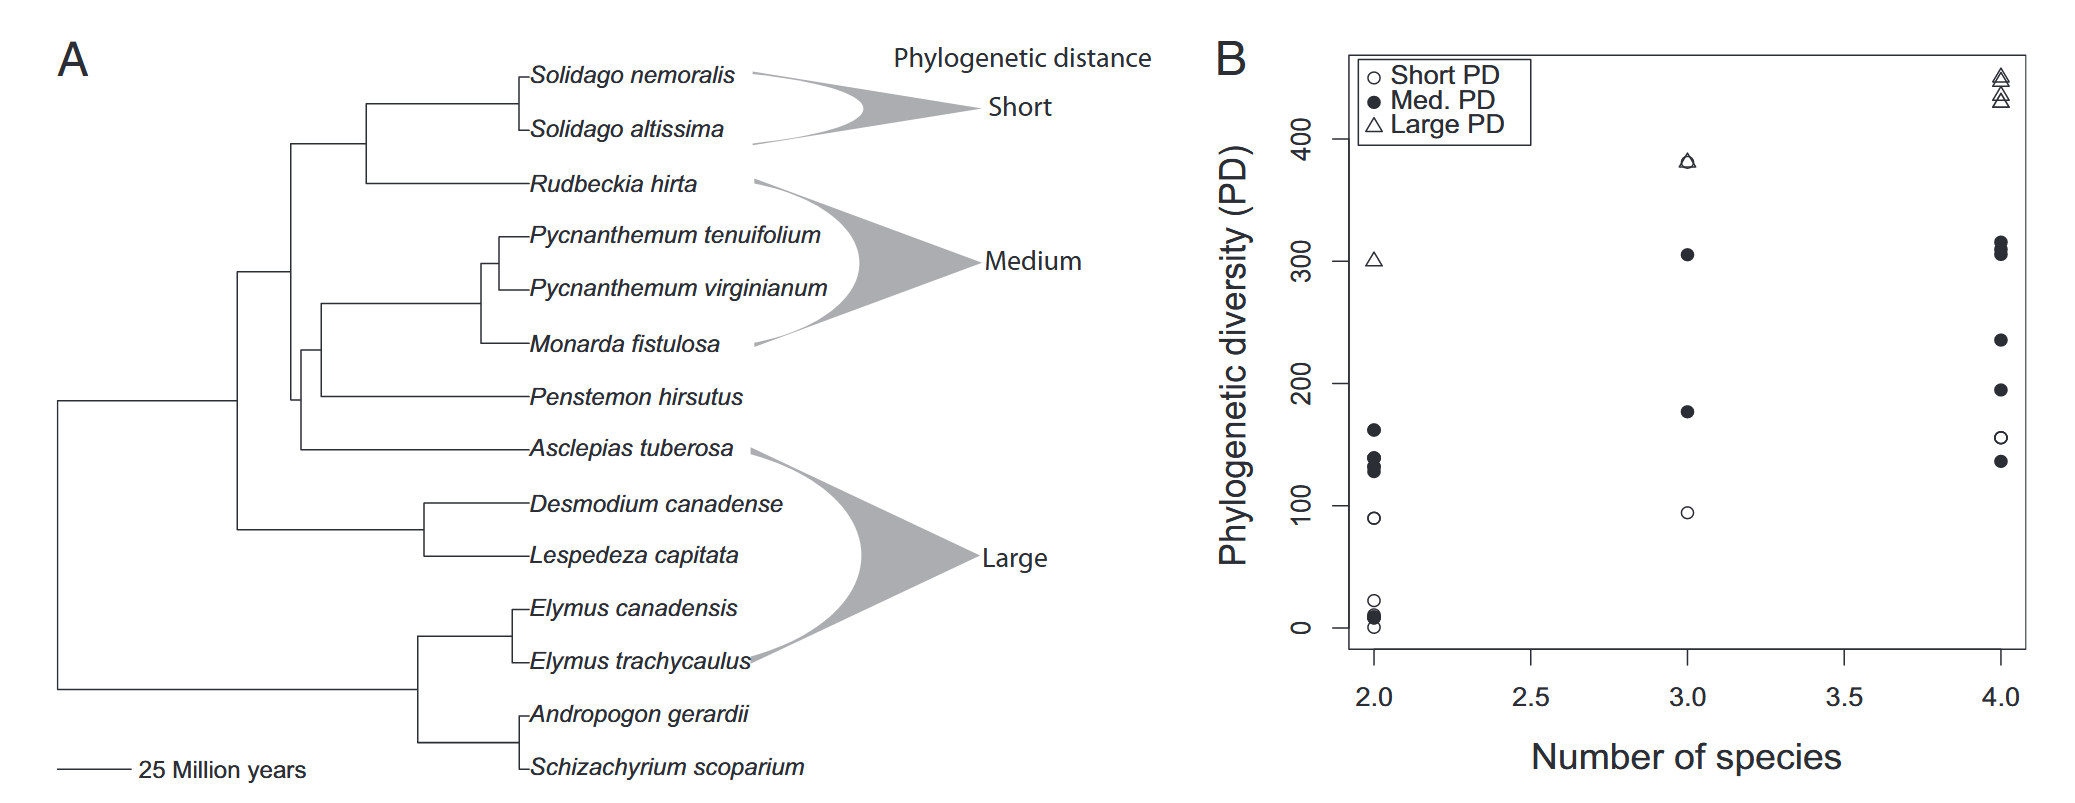 A
Phylogenetic distance
Solidago nemoralis
Short
Solidago altissima
Rudbeckia hirta
Pycnanthemum tenuifolium
Medium
Pycnanthemum virginianum
Monarda fistulosa
Penstemon hirsutus
Asclepias tuberosa
Desmodium canadense
Large
Lespedeza capitata
Elymus canadensis
Elymus trachycaulus
Andropogon gerardii
Schizachyrium scoparium
25 Million years
B
Short PD
Med. PD
Large PD
Phylogenetic diversity (PD)
400
300
200
100
0
2.0 2.5 3.0 3.5 4.0
Number of species